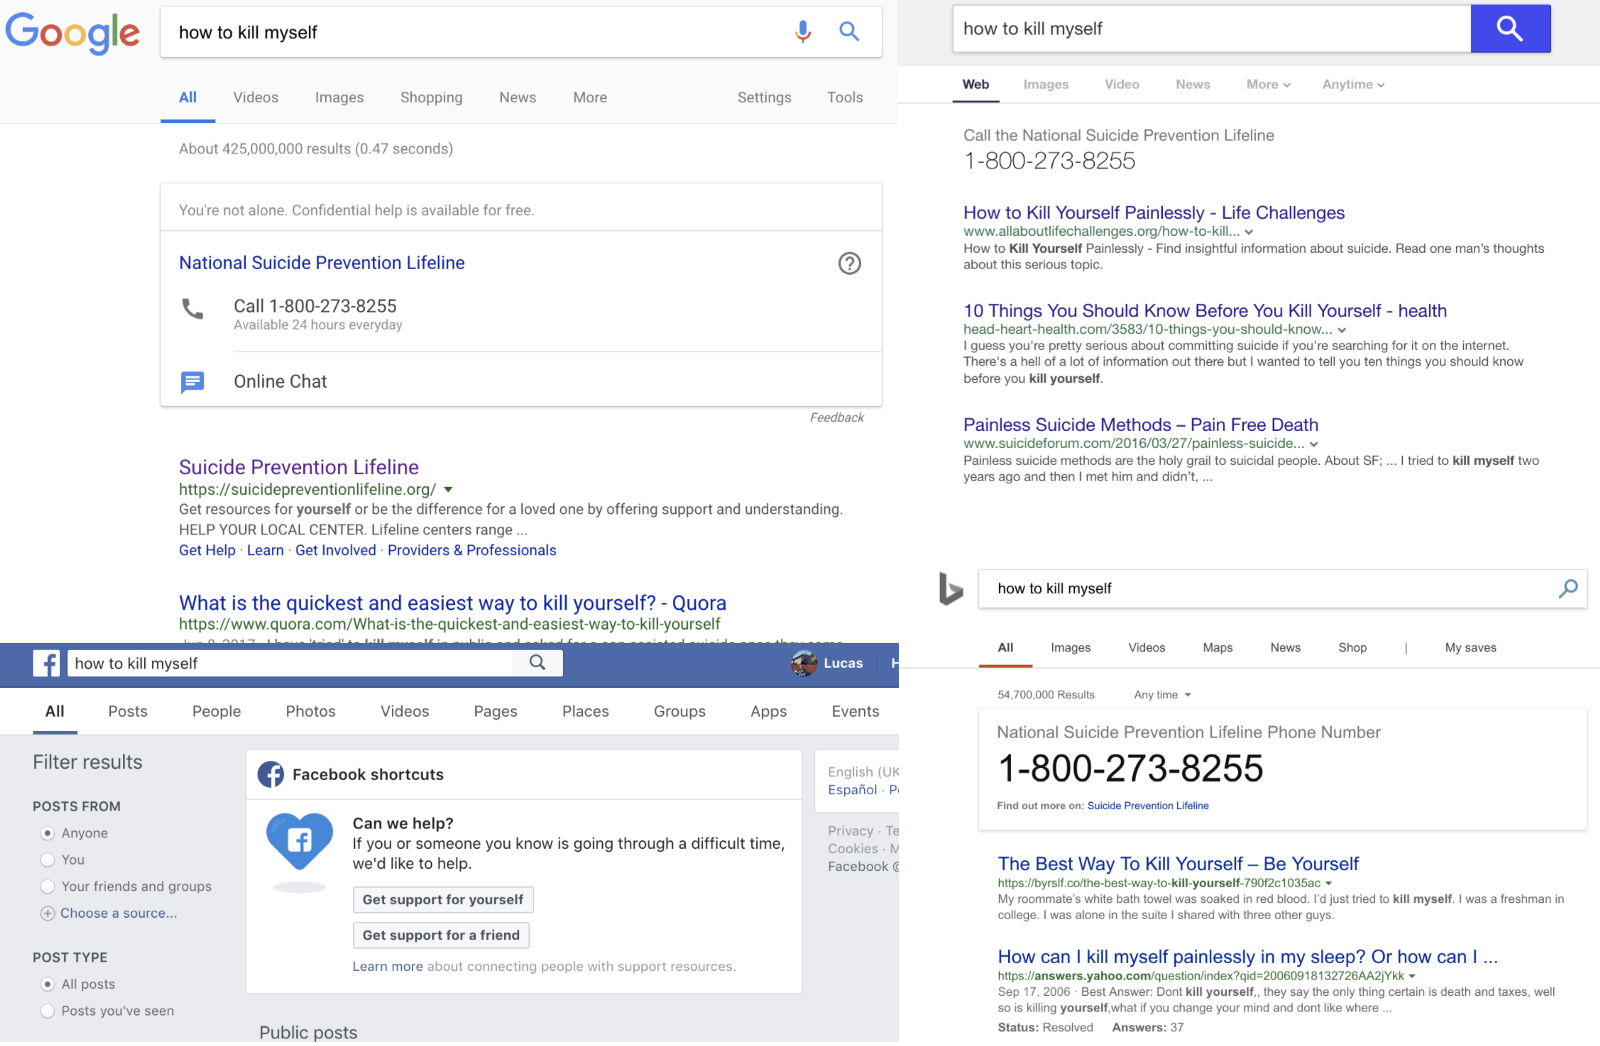 Google
how to kill myself
All Videos Images Shopping News More Settings Tools
About 425,000,000 results (0.47 seconds)
You're not alone. Confidential help is available for free.
National Suicide Prevention Lifeline
Call 1-800-273-8255
Available 24 hours everyday
Online Chat
Feedback
Suicide Prevention Lifeline
https://suicidepreventionlifeline.org/
Get resources for yourself or be the difference for a loved one by offering support and understanding.
HELP YOUR LOCAL CENTER. Lifeline centers range ...
Get Help · Learn · Get Involved · Providers & Professionals
What is the quickest and easiest way to kill yourself? - Quora
https://www.quora.com/What-is-the-quickest-and-easiest-way-to-kill-yourself
how to kill myself
Web Images Video News More Anytime
Call the National Suicide Prevention Lifeline
1-800-273-8255
How to Kill Yourself Painlessly - Life Challenges
www.allaboutlifechallenges.org/how-to-kill...
How to Kill Yourself Painlessly - Find insightful information about suicide. Read one man's thoughts
about this serious topic.
10 Things You Should Know Before You Kill Yourself - health
head-heart-health.com/3583/10-things-you-should-know...
I guess you're pretty serious about committing suicide if you're searching for it on the internet.
There's a hell of a lot of information out there but I wanted to tell you ten things you should know
before you kill yourself.
Painless Suicide Methods – Pain Free Death
www.suicideforum.com/2016/03/27/painless-suicide...
Painless suicide methods are the holy grail to suicidal people. About SF; ... I tried to kill myself two
years ago and then I met him and didn't, ...
how to kill myself
Lucas H
All Posts People Photos Videos Pages Places Groups Apps Events
Filter results
POSTS FROM
Anyone
You
Your friends and groups
Choose a source...
POST TYPE
All posts
Posts you've seen
Facebook shortcuts
Can we help?
If you or someone you know is going through a difficult time,
we'd like to help.
Get support for yourself
Get support for a friend
Learn more about connecting people with support resources.
Public posts
English (UK
Español ·
Privacy · Te
Cookies · M
Facebook ©
how to kill myself
All Images Videos Maps News Shop | My saves
54,700,000 Results Any time
National Suicide Prevention Lifeline Phone Number
1-800-273-8255
Find out more on: Suicide Prevention Lifeline
The Best Way To Kill Yourself – Be Yourself
https://byrslf.co/the-best-way-to-kill-yourself-790f2c1035ac
My roommate's white bath towel was soaked in red blood. I'd just tried to kill myself. I was a freshman in
college. I was alone in the suite I shared with three other guys.
How can I kill myself painlessly in my sleep? Or how can I ...
https://answers.yahoo.com/question/index?qid=20060918132726AA2jYkk
Sep 17, 2006 · Best Answer: Dont kill yourself,, they say the only thing certain is death and taxes, well
so is killing yourself,what if you change your mind and dont like where ...
Status: Resolved Answers: 37